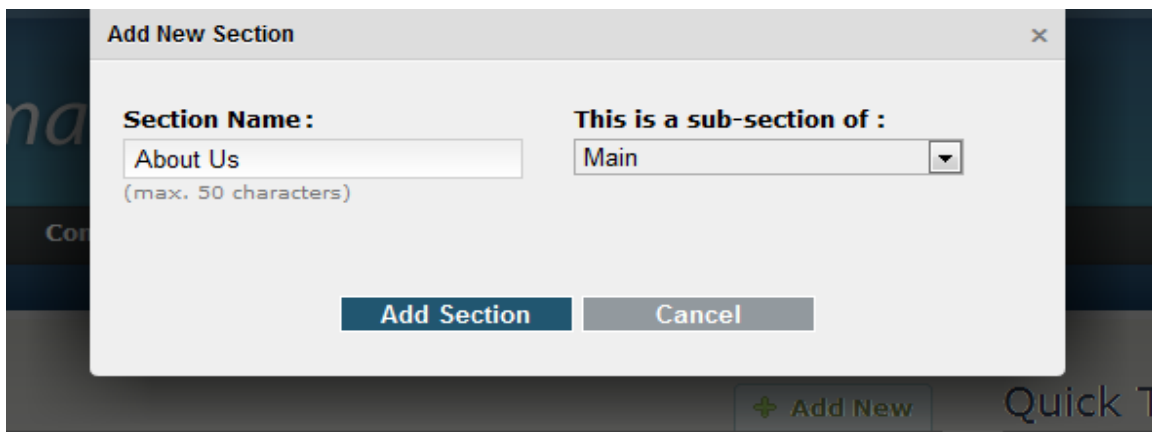 Add New Section ×
Section Name : This is a sub-section of :
About Us Main
(max. 50 characters)
Add Section Cancel
Add New
Quick